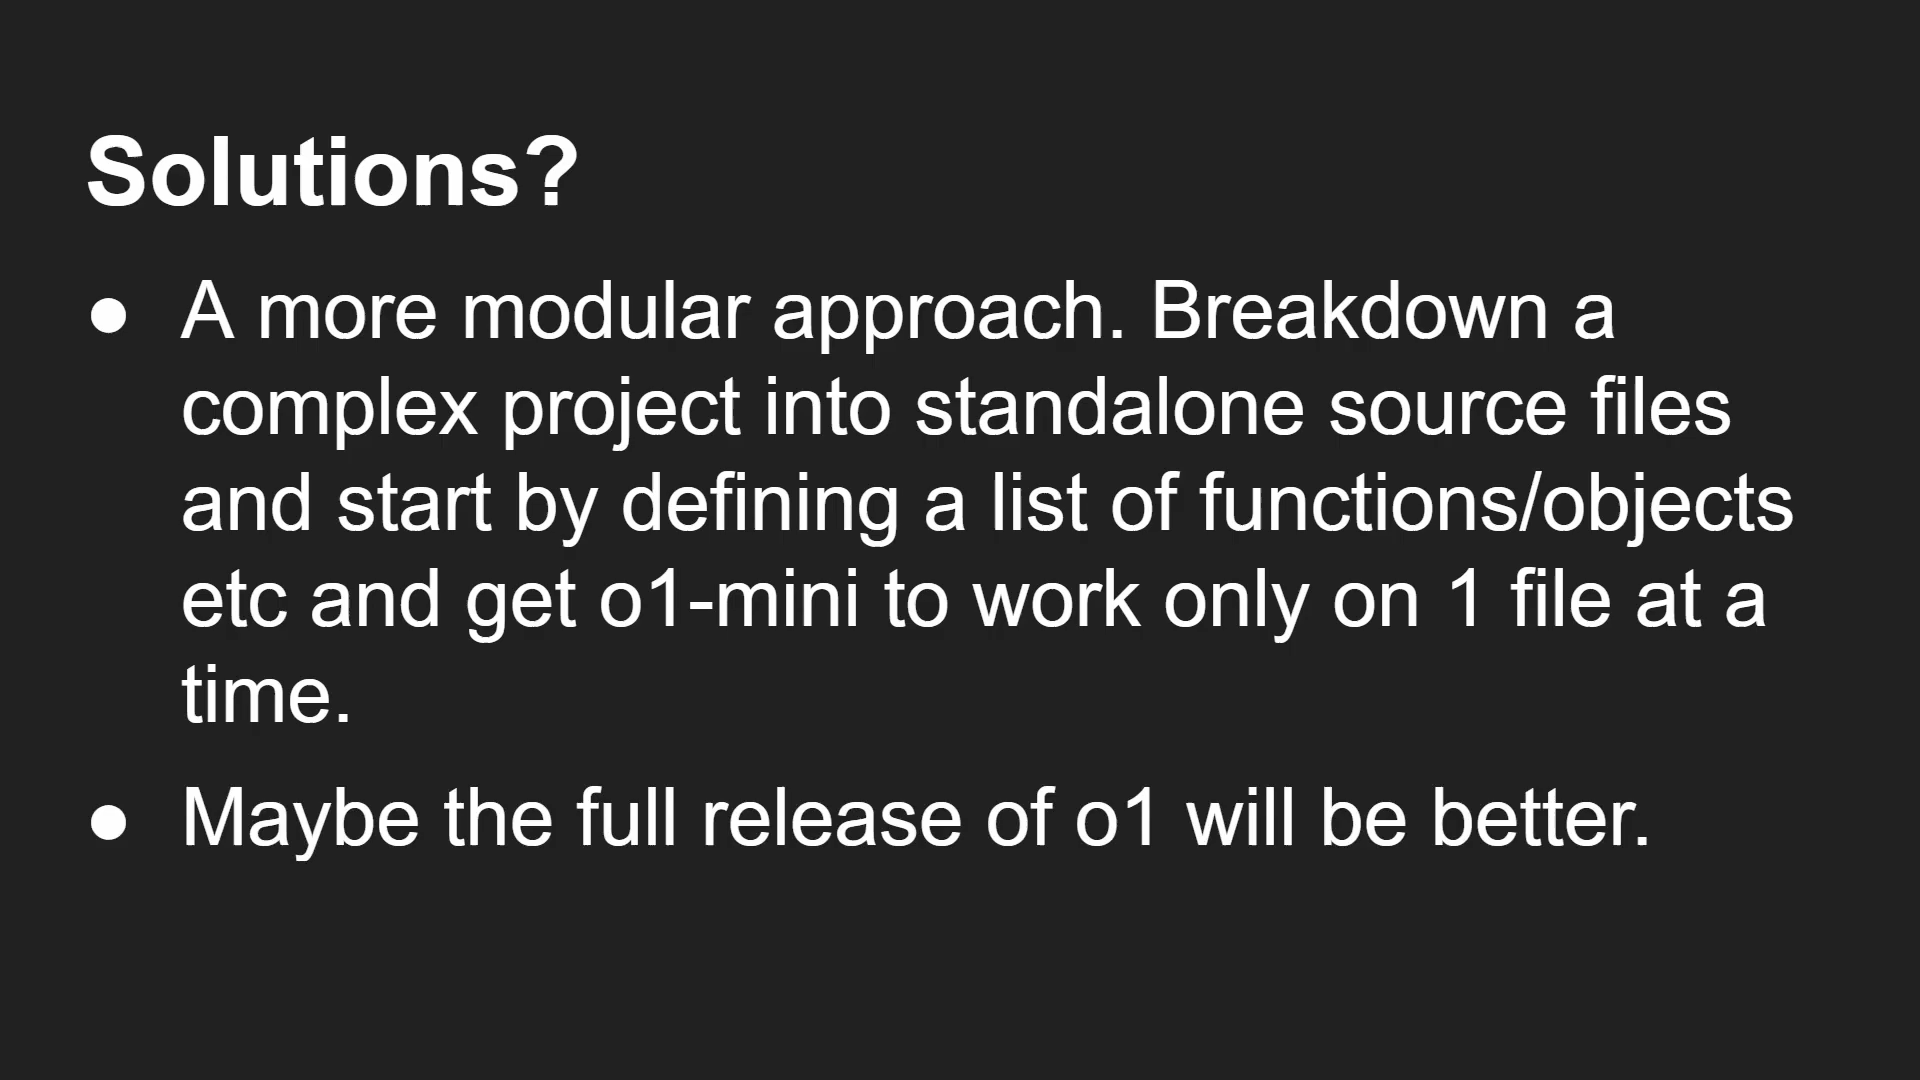 Solutions?
● A more modular approach. Breakdown a
complex project into standalone source files
and start by defining a list of functions/objects
etc and get o1-mini to work only on 1 file at a
time.
● Maybe the full release of o1 will be better.